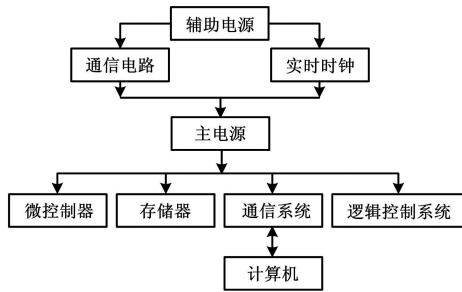 辅助电源
通信电路
实时时钟
主电源
微控制器
存储器
通信系统
逻辑控制系统
计算机